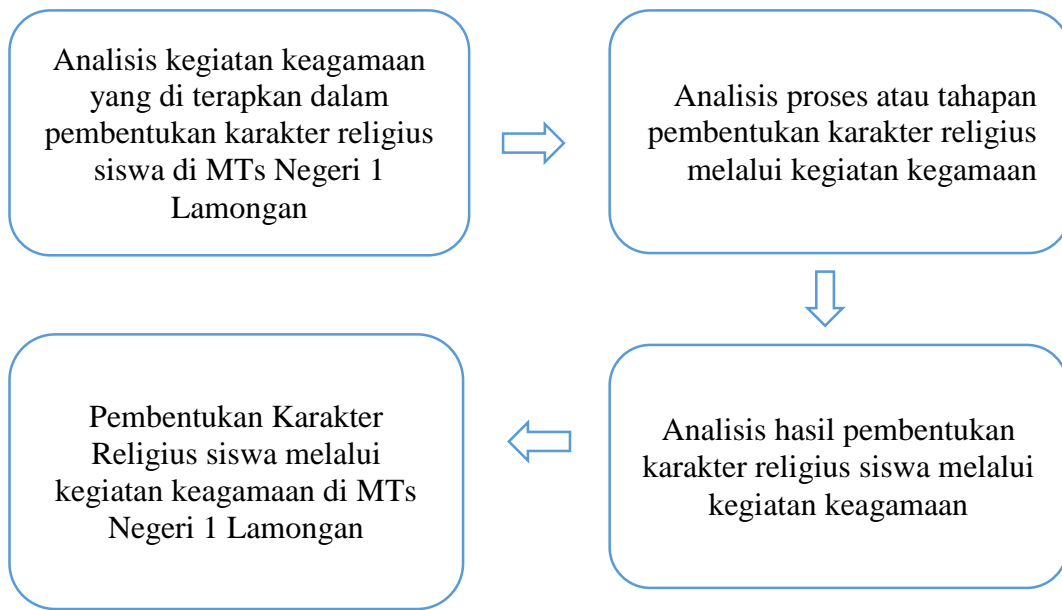 Analisis kegiatan keagamaan
yang di terapkan dalam
pembentukan karakter religius
siswa di MTs Negeri 1
Lamongan
Analisis proses atau tahapan
pembentukan karakter religius
melalui kegiatan kegamaan
Analisis hasil pembentukan
karakter religius siswa melalui
kegiatan keagamaan
Pembentukan Karakter
Religius siswa melalui
kegiatan keagamaan di MTs
Negeri 1 Lamongan